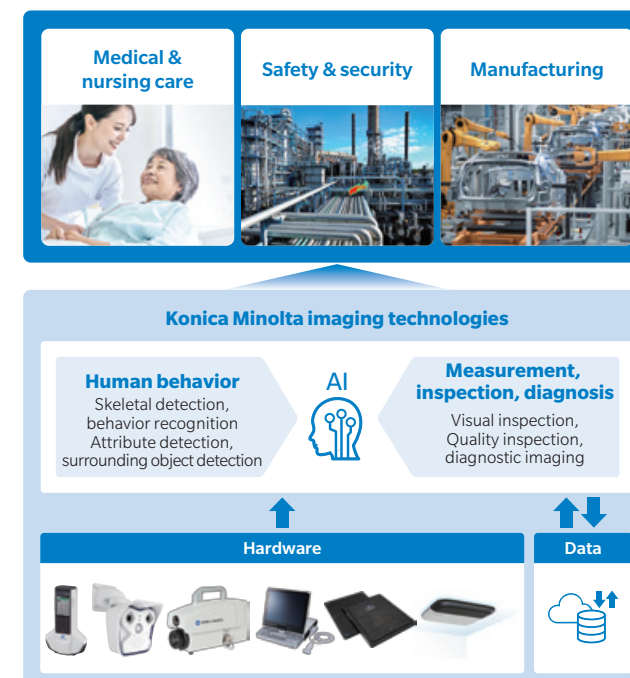 Medical &
nursing care
Safety & security
Manufacturing
Konica Minolta imaging technologies
Human behavior
Skeletal detection,
behavior recognition
Attribute detection,
surrounding object detection
AI
Measurement,
inspection, diagnosis
Visual inspection,
Quality inspection,
diagnostic imaging
Hardware
Data